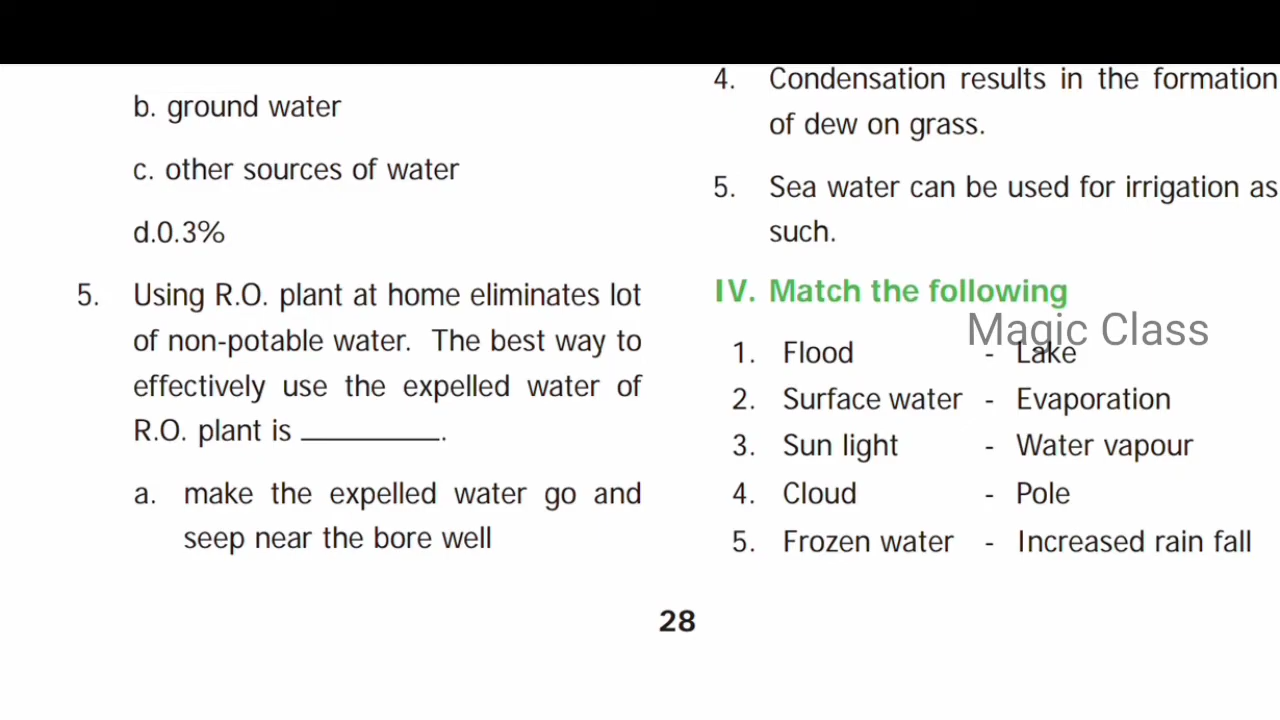 b. ground water
c. other sources of water
d.0.3%
5. Using R.O. plant at home eliminates lot
of non-potable water. The best way to
effectively use the expelled water of
R.O. plant is __________.
a. make the expelled water go and
seep near the bore well
4. Condensation results in the formation
of dew on grass.
5. Sea water can be used for irrigation as
such.
IV. Match the following
Magic Class
1. Flood - Lake
2. Surface water - Evaporation
3. Sun light - Water vapour
4. Cloud - Pole
5. Frozen water - Increased rain fall
28